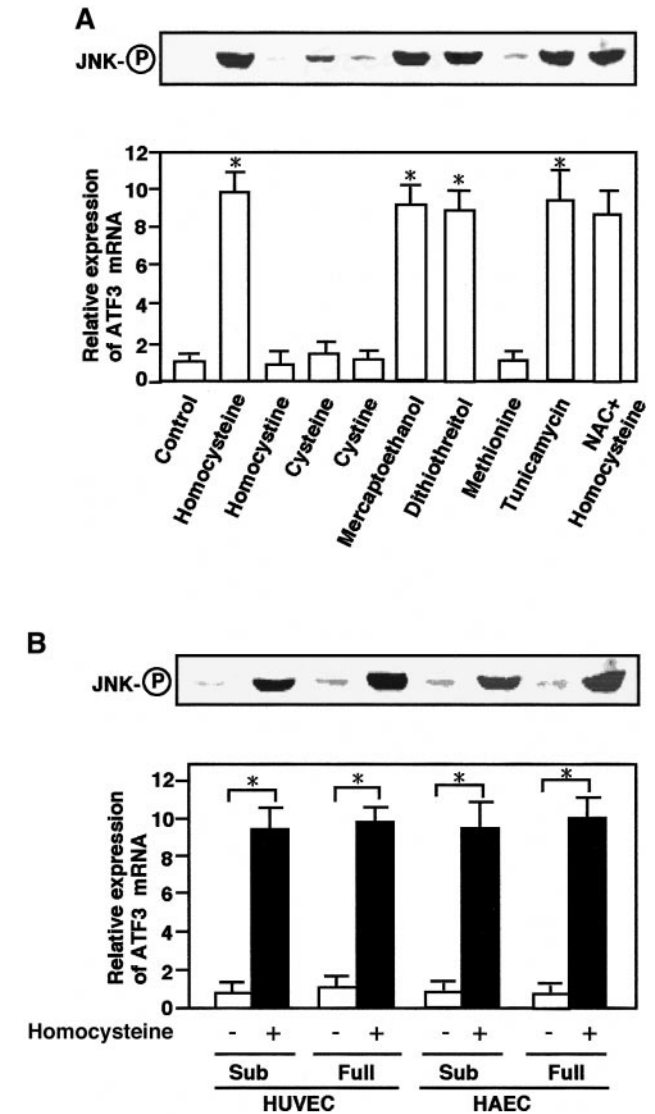 A
JNK-Ⓟ
* * * *
12
10
8
6
4
2
0
Relative expression
of ATF3 mRNA
Control
Homocysteine
Homocystine
Cysteine
Cystine
Mercaptoethanol
Dithiothreitol
Methionine
Tunicamycin
NAC+
Homocysteine
B
JNK-Ⓟ
* * * *
12
10
8
6
4
2
0
Relative expression
of ATF3 mRNA
Homocysteine - + - + - + - +
Sub Full Sub Full
HUVEC HAEC